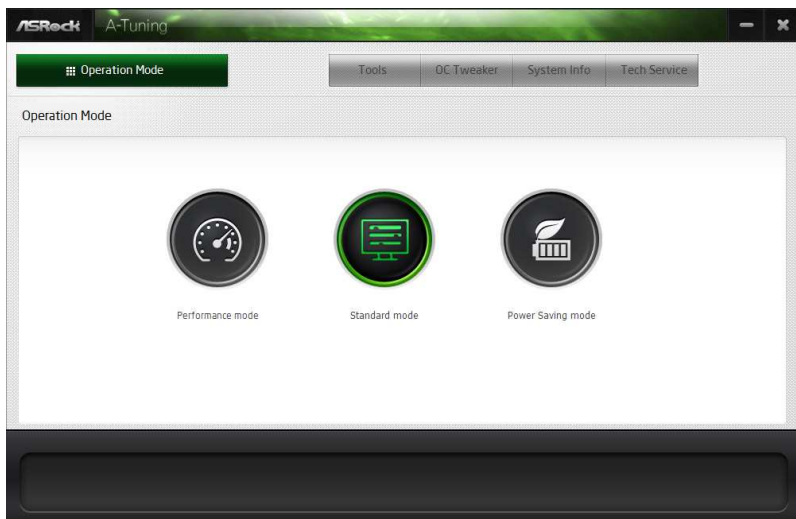 ASRock A-Tuning
Operation Mode Tools OC Tweaker System Info Tech Service
Operation Mode
Performance mode Standard mode Power Saving mode